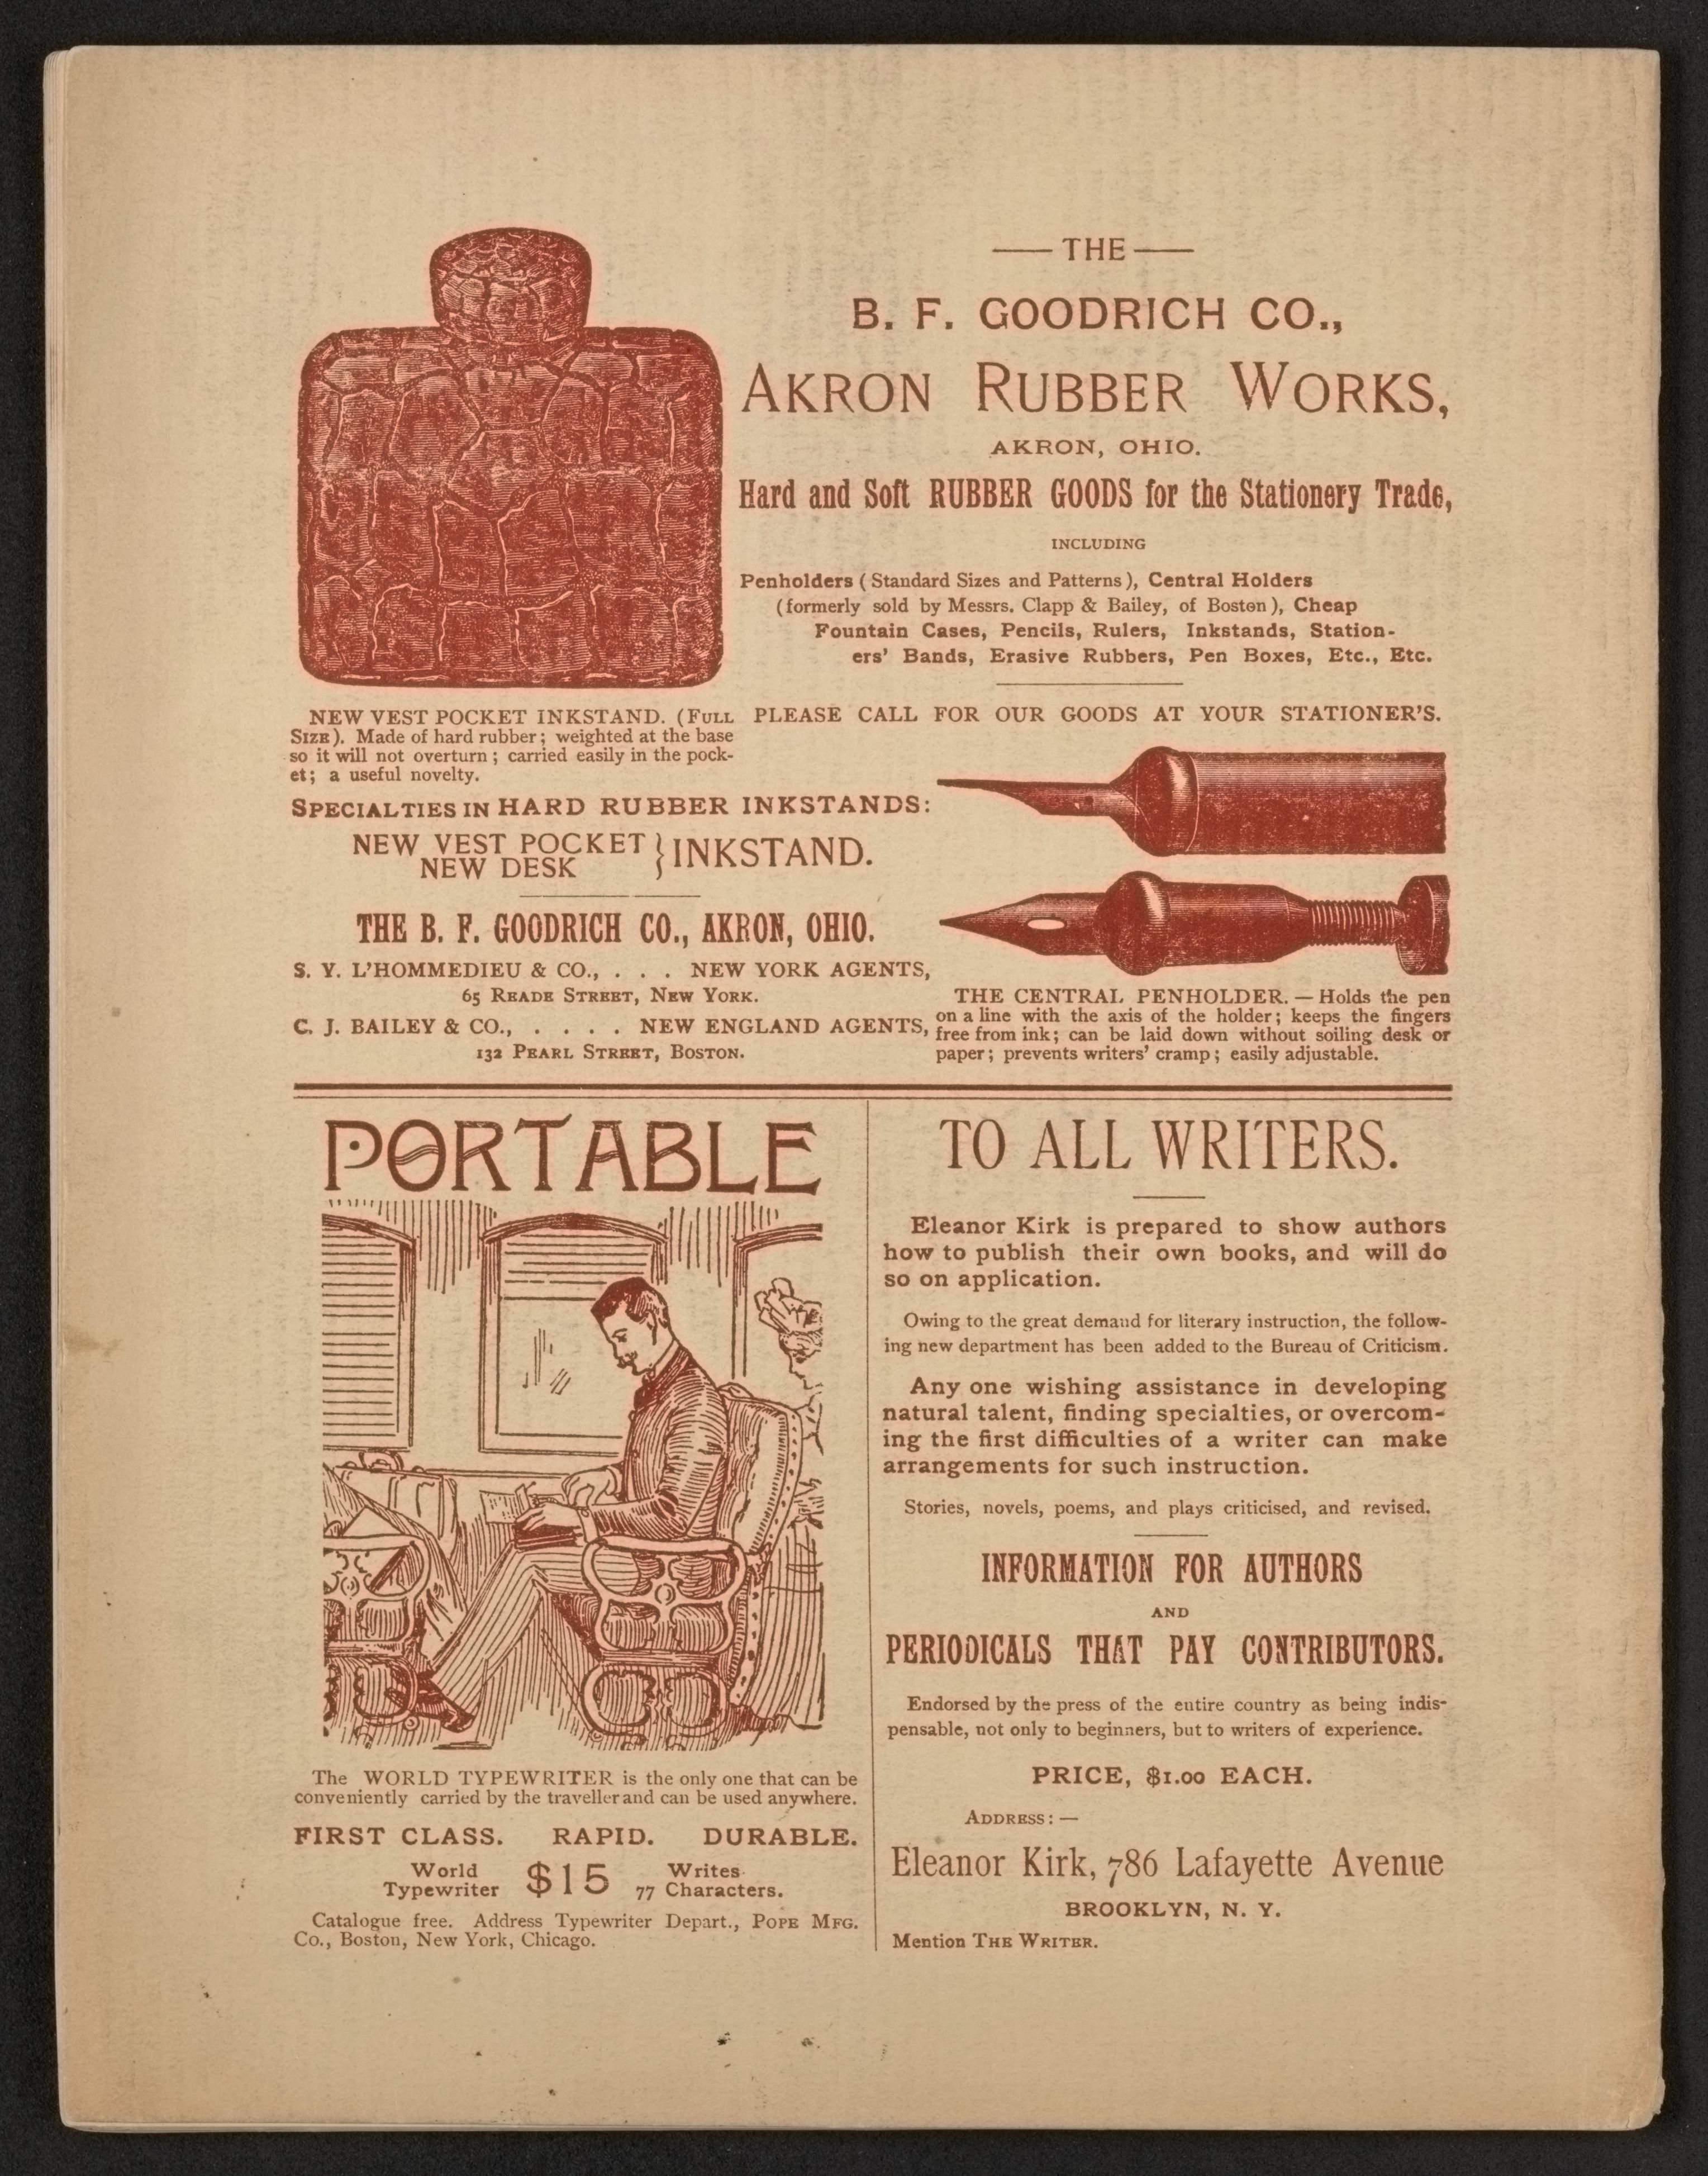 THE
B. F. GOODRICH CO.,
AKRON RUBBER WORKS,
AKRON, OHIO.
Hard and Soft RUBBER GOODS for the Stationery Trade,
INCLUDING
Penholders ( Standard Sizes and Patterns ), Central Holders
(formerly sold by Messrs. Clapp & Bailey, of Boston ), Cheap
Fountain Cases, Pencils, Rulers, Inkstands, Station-
ers' Bands, Erasive Rubbers, Pen Boxes, Etc., Etc.
PLEASE CALL FOR OUR GOODS AT YOUR STATIONER'S.
NEW VEST POCKET INKSTAND. (FULL
SIZE). Made of hard rubber; weighted at the base
so it will not overturn ; carried easily in the pock-
et; a useful novelty.
SPECIALTIES IN HARD RUBBER INKSTANDS:
NEW VEST POCKET } INKSTAND.
NEW DESK
THE B. F. GOODRICH CO., AKRON, OHIO.
S. Y. L'HOMMEDIEU & CO., . . . NEW YORK AGENTS,
65 READE STREET, NEW YORK.
C. J. BAILEY & CO., . . . . NEW ENGLAND AGENTS,
132 PEARL STREET, BOSTON.
THE CENTRAL PENHOLDER. — Holds the pen
on a line with the axis of the holder; keeps the fingers
free from ink; can be laid down without soiling desk or
paper; prevents writers' cramp; easily adjustable.
PORTABLE
The WORLD TYPEWRITER is the only one that can be
conveniently carried by the traveller and can be used anywhere.
FIRST CLASS. RAPID. DURABLE.
World Typewriter $15 Writes 77 Characters.
Catalogue free. Address Typewriter Depart., POPE MFG.
Co., Boston, New York, Chicago.
TO ALL WRITERS.
Eleanor Kirk is prepared to show authors
how to publish their own books, and will do
so on application.
Owing to the great demand for literary instruction, the follow-
ing new department has been added to the Bureau of Criticism.
Any one wishing assistance in developing
natural talent, finding specialties, or overcom-
ing the first difficulties of a writer can make
arrangements for such instruction.
Stories, novels, poems, and plays criticised, and revised.
INFORMATION FOR AUTHORS
AND
PERIODICALS THAT PAY CONTRIBUTORS.
Endorsed by the press of the entire country as being indis-
pensable, not only to beginners, but to writers of experience.
PRICE, $1.00 EACH.
ADDRESS: —
Eleanor Kirk, 786 Lafayette Avenue
BROOKLYN, N. Y.
Mention THE WRITER.